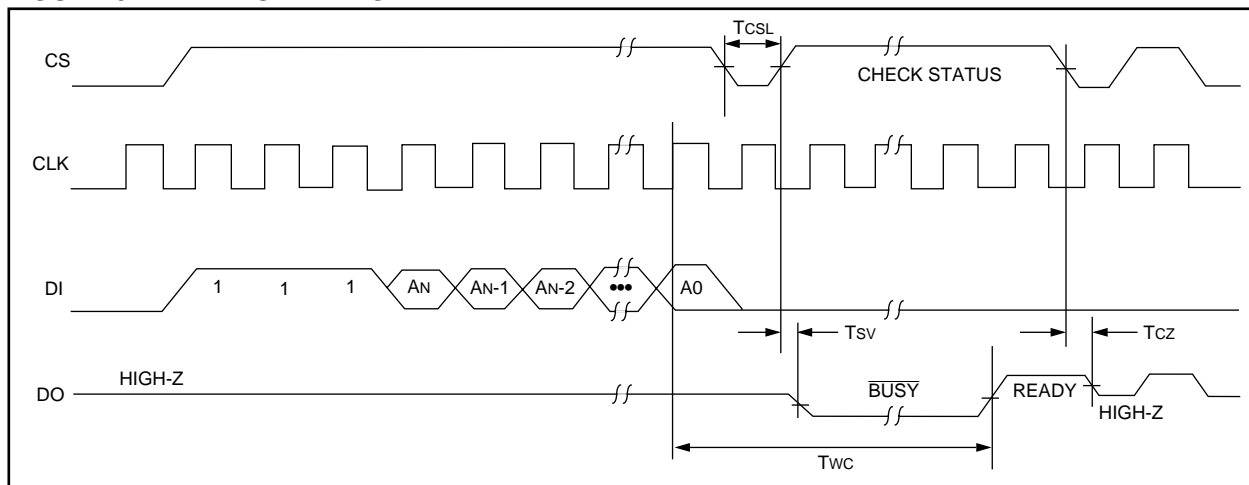 TCSL
CS
CHECK STATUS
CLK
DI
1 1 1 AN AN-1 AN-2 ••• A0
TSV
TCZ
HIGH-Z
DO
BUSY
READY
HIGH-Z
TWC